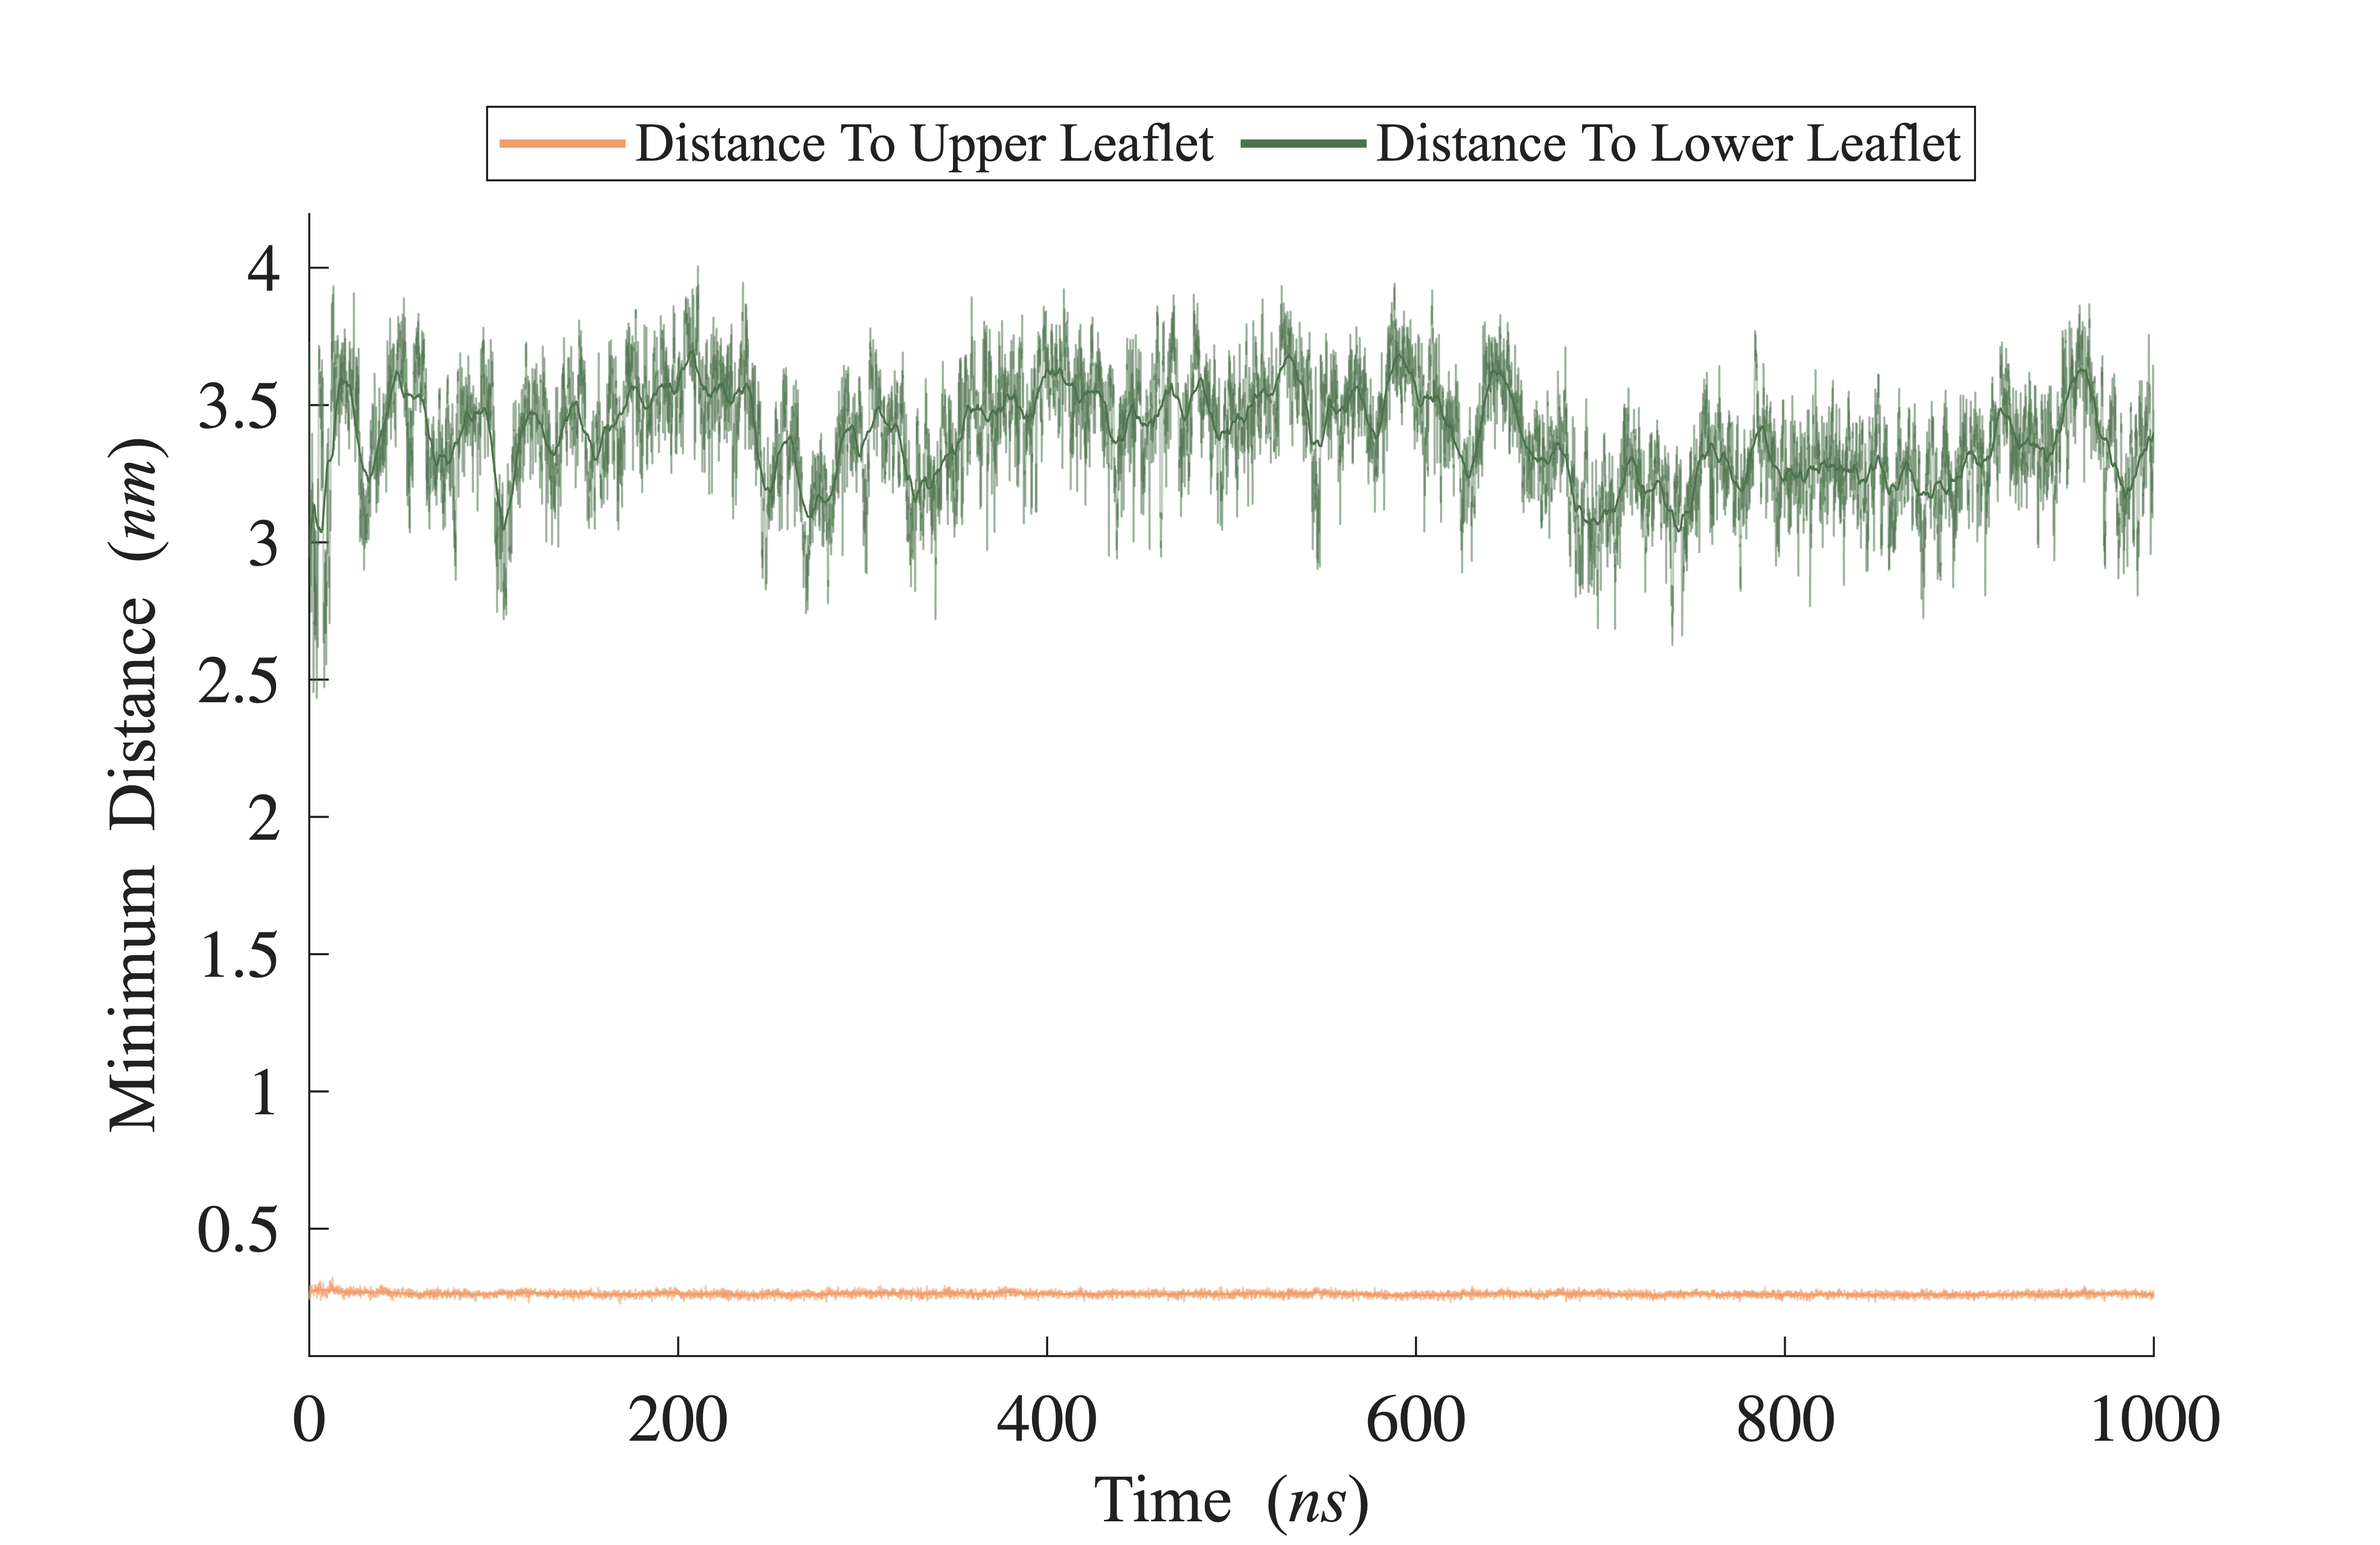 Distance To Upper Leaflet Distance To Lower Leaflet
Minimum Distance (nm)
4
3.5
3
2.5
2
1.5
1
0.5
0 200 400 600 800 1000
Time (ns)